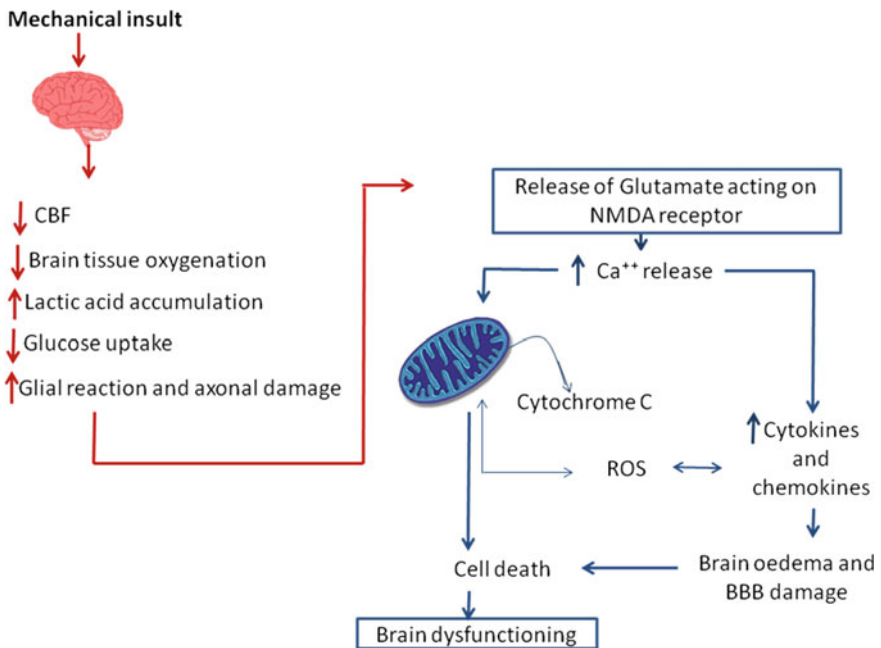 Mechanical insult
CBF
Brain tissue oxygenation
Lactic acid accumulation
Glucose uptake
Glial reaction and axonal damage
Release of Glutamate acting on
NMDA receptor
Ca⁺⁺ release
Cytochrome C
ROS
Cytokines
and
chemokines
Brain oedema and
BBB damage
Cell death
Brain dysfunctioning